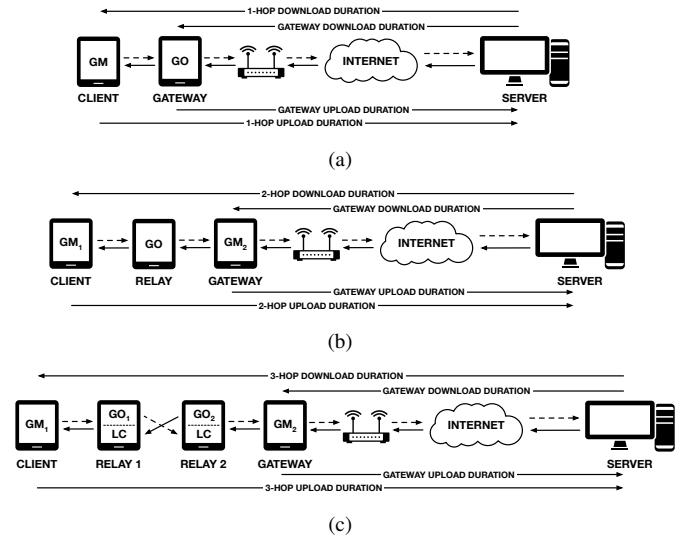 1-HOP DOWNLOAD DURATION
GATEWAY DOWNLOAD DURATION
GM GO INTERNET
CLIENT GATEWAY SERVER
GATEWAY UPLOAD DURATION
1-HOP UPLOAD DURATION
(a)
2-HOP DOWNLOAD DURATION
GATEWAY DOWNLOAD DURATION
GM₁ GO GM₂ INTERNET
CLIENT RELAY GATEWAY SERVER
GATEWAY UPLOAD DURATION
2-HOP UPLOAD DURATION
(b)
3-HOP DOWNLOAD DURATION
GATEWAY DOWNLOAD DURATION
GM₁ GO₁ GO₂ GM₂ INTERNET
LC LC
CLIENT RELAY 1 RELAY 2 GATEWAY SERVER
GATEWAY UPLOAD DURATION
3-HOP UPLOAD DURATION
(c)